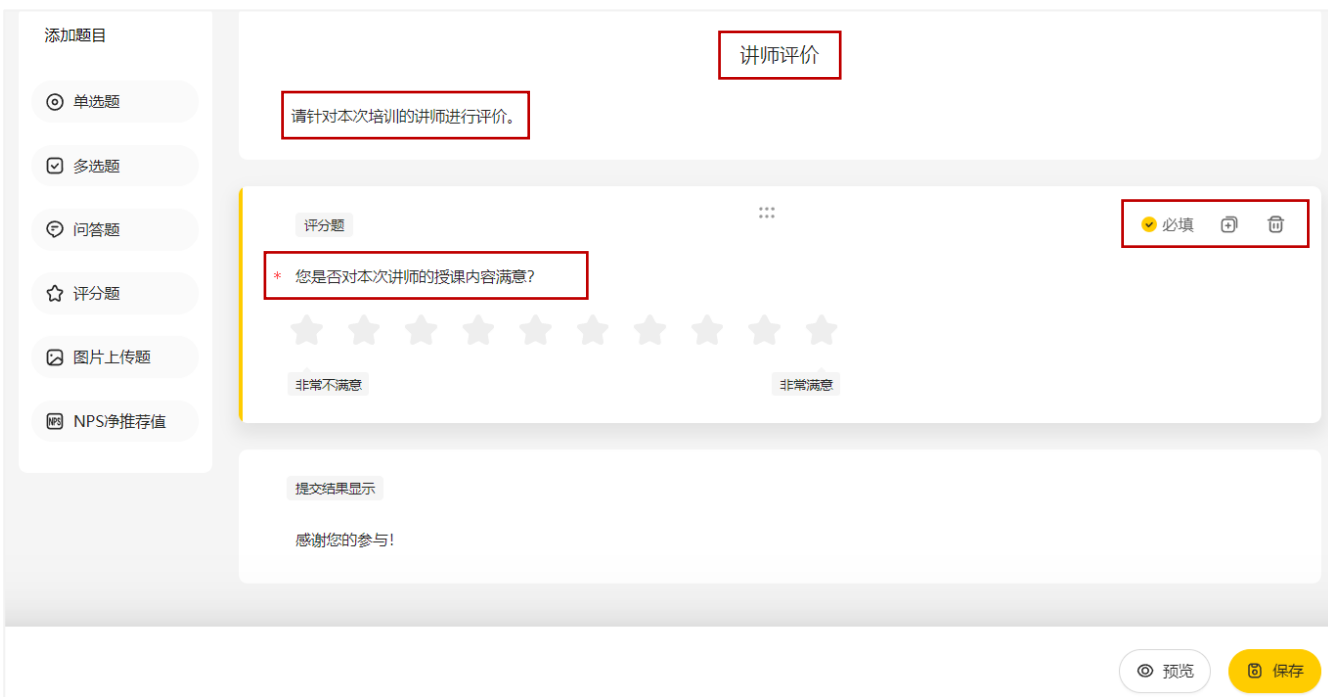 添加题目
单选题
多选题
问答题
评分题
图片上传题
NPS NPS净推荐值
讲师评价
请针对本次培训的讲师进行评价。
评分题
必填
* 您是否对本次讲师的授课内容满意?
非常不满意 非常满意
提交结果显示
感谢您的参与!
预览 保存